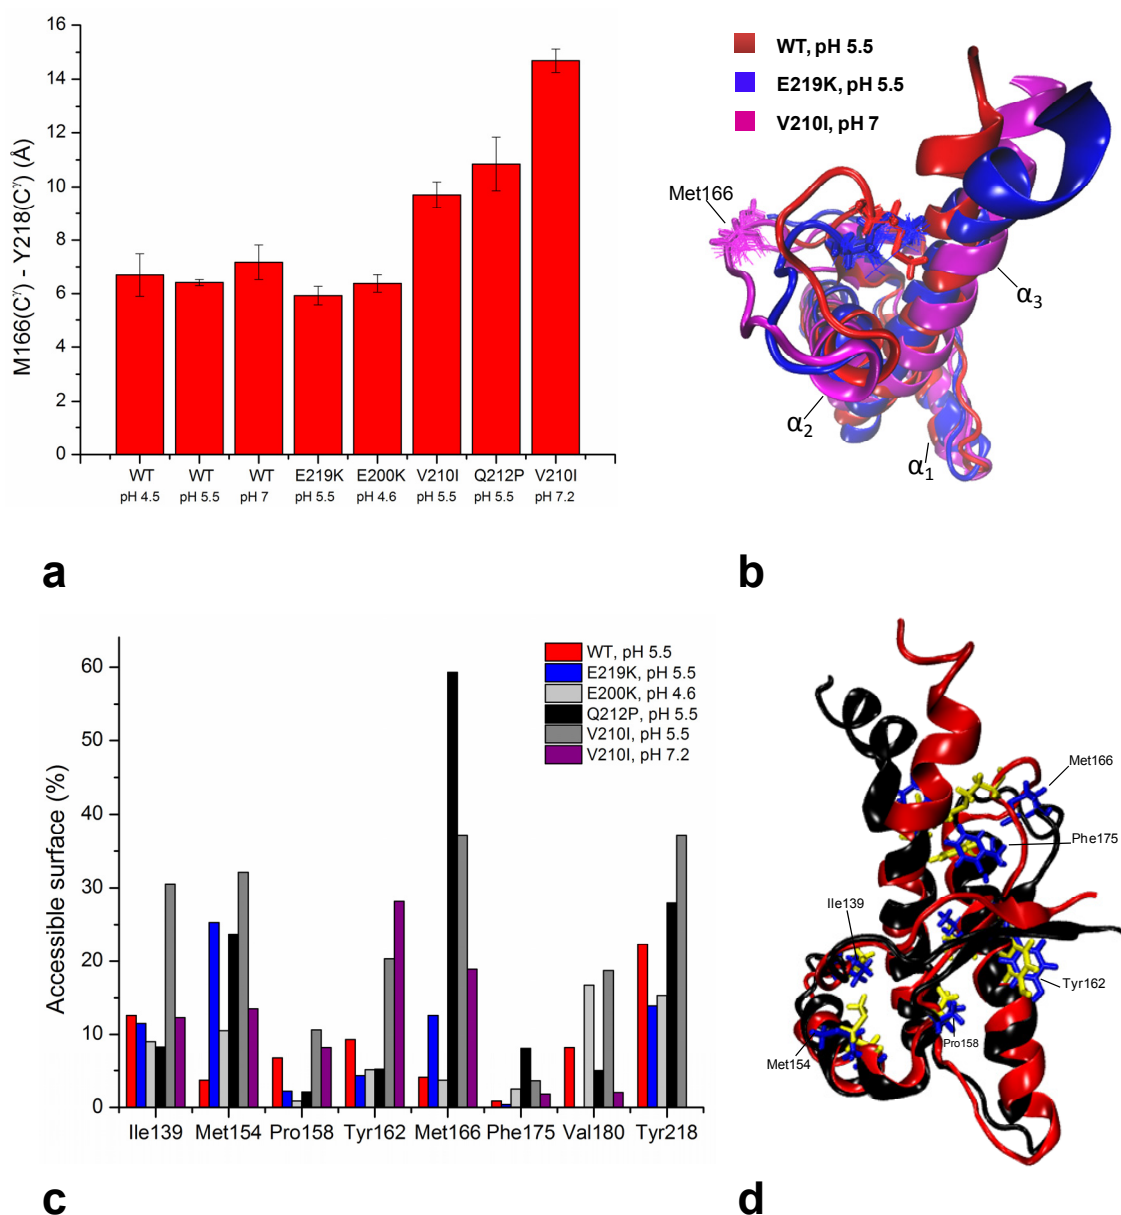 M166(Cᵞ) - Y218(Cᵞ) (Å)
16
14
12
10
8
6
4
2
0
WT WT WT E219K E200K V210I Q212P V210I
pH 4.5 pH 5.5 pH 7 pH 5.5 pH 4.6 pH 5.5 pH 5.5 pH 7.2
a
WT, pH 5.5
E219K, pH 5.5
V210I, pH 7
Met166
α₃
α₂
α₁
b
Accessible surface (%)
60
50
40
30
20
10
0
WT, pH 5.5
E219K, pH 5.5
E200K, pH 4.6
Q212P, pH 5.5
V210I, pH 5.5
V210I, pH 7.2
Ile139 Met154 Pro158 Tyr162 Met166 Phe175 Val180 Tyr218
c
Met166
Phe175
Ile139
Tyr162
Pro158
Met154
d